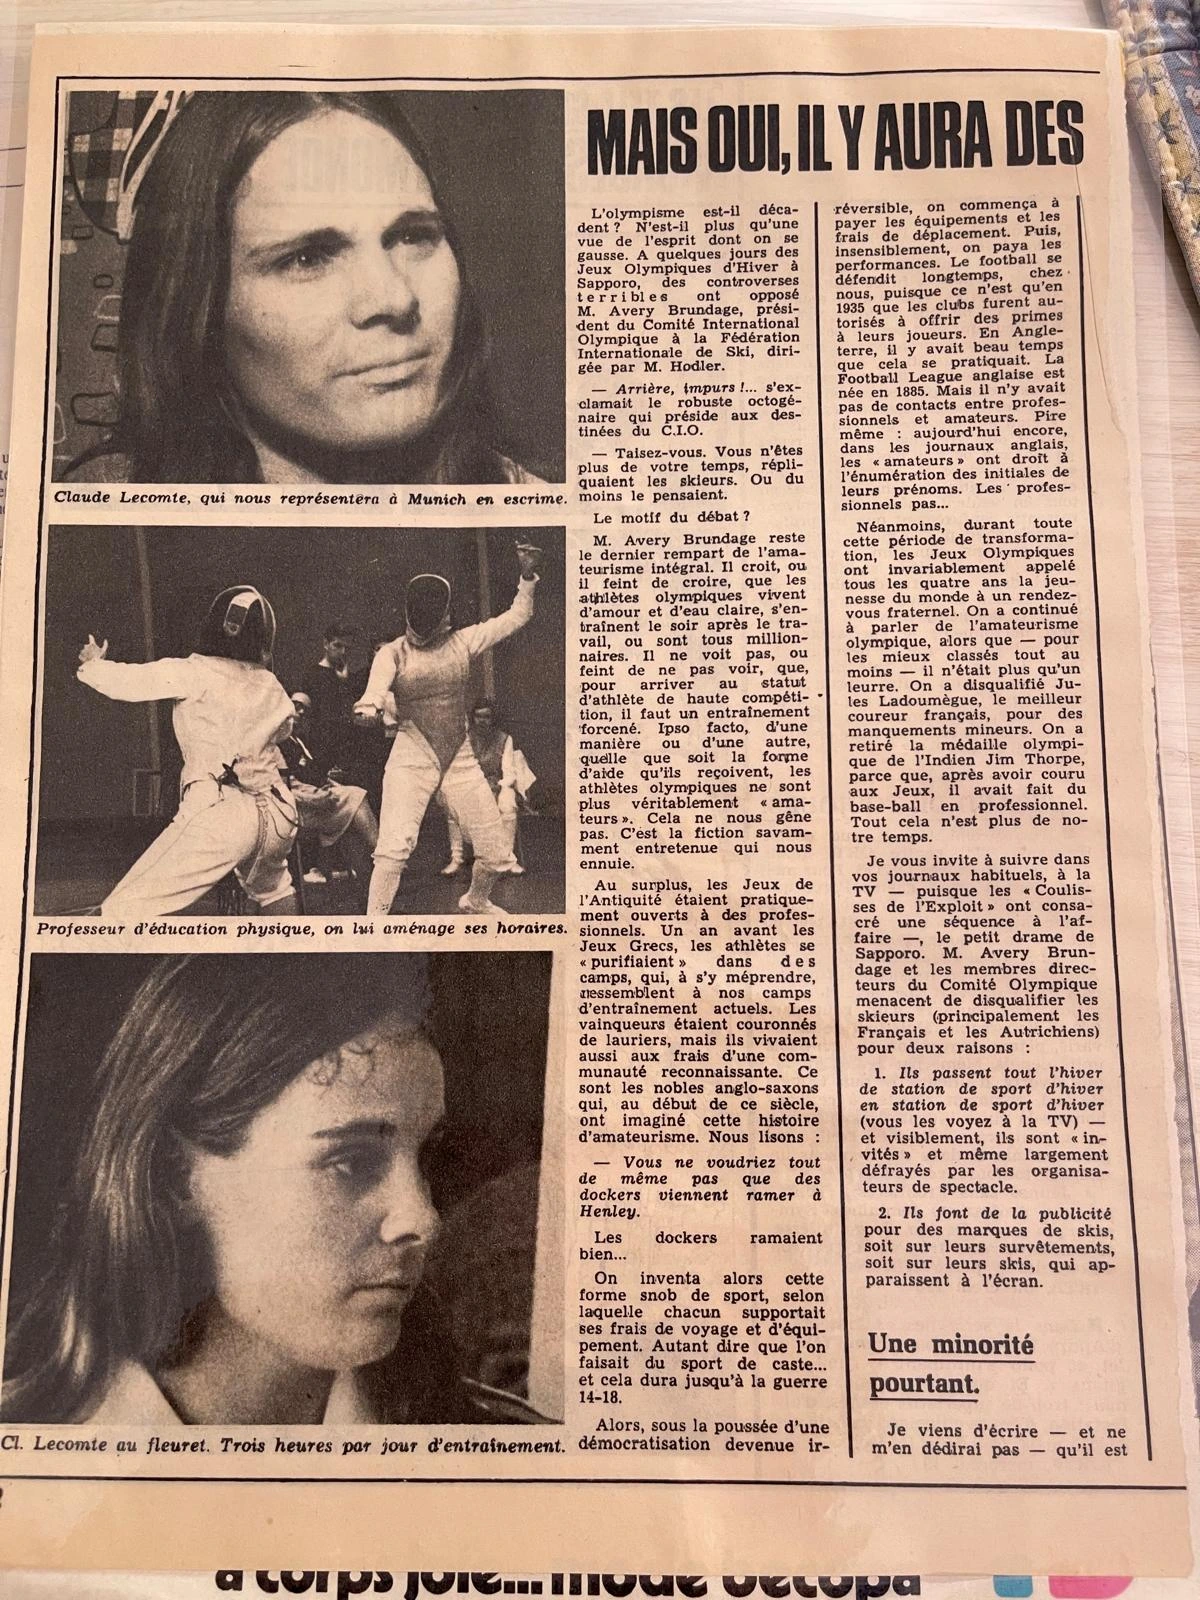 MAIS OUI, IL Y AURA DES
Claude Lecomte, qui nous représentera à Munich en escrime.
Professeur d'éducation physique, on lui aménage ses horaires.
Cl. Lecomte au fleuret. Trois heures par jour d'entraînement.
L'olympisme est-il déca-
dent ? N'est-il plus qu'une
vue de l'esprit dont on se
gausse. A quelques jours des
Jeux Olympiques d'Hiver à
Sapporo, des controverses
terribles ont opposé
M. Avery Brundage, prési-
dent du Comité International
Olympique à la Fédération
Internationale de Ski, diri-
gée par M. Hodler.
— Arrière, impurs !... s'ex-
clamait le robuste octogé-
naire qui préside aux des-
tinées du C.I.O.
— Taisez-vous. Vous n'êtes
plus de votre temps, répli-
quaient les skieurs. Ou du
moins le pensaient.
Le motif du débat ?
M. Avery Brundage reste
le dernier rempart de l'ama-
teurisme intégral. Il croit, ou
il feint de croire, que les
athlètes olympiques vivent
d'amour et d'eau claire, s'en-
traînent le soir après le tra-
vail, ou sont tous million-
naires. Il ne voit pas, ou
feint de ne pas voir, que,
pour arriver au statut
d'athlète de haute compéti-
tion, il faut un entraînement
forcené. Ipso facto, d'une
manière ou d'une autre,
quelle que soit la forme
d'aide qu'ils reçoivent, les
athlètes olympiques ne sont
plus véritablement « ama-
teurs ». Cela ne nous gêne
pas. C'est la fiction savam-
ment entretenue qui nous
ennuie.
Au surplus, les Jeux de
l'Antiquité étaient pratique-
ment ouverts à des profes-
sionnels. Un an avant les
Jeux Grecs, les athlètes se
« purifiaient » dans des
camps, qui, à s'y méprendre,
ressemblent à nos camps
d'entraînement actuels. Les
vainqueurs étaient couronnés
de lauriers, mais ils vivaient
aussi aux frais d'une com-
munauté reconnaissante. Ce
sont les nobles anglo-saxons
qui, au début de ce siècle,
ont imaginé cette histoire
d'amateurisme. Nous lisons :
— Vous ne voudriez tout
de même pas que des
dockers viennent ramer à
Henley.
Les dockers ramaient
bien...
On inventa alors cette
forme snob de sport, selon
laquelle chacun supportait
ses frais de voyage et d'équi-
pement. Autant dire que l'on
faisait du sport de caste...
et cela dura jusqu'à la guerre
14-18.
Alors, sous la poussée d'une
démocratisation devenue ir-
réversible, on commença à
payer les équipements et les
frais de déplacement. Puis,
insensiblement, on paya les
performances. Le football se
défendit longtemps, chez
nous, puisque ce n'est qu'en
1935 que les clubs furent au-
torisés à offrir des primes
à leurs joueurs. En Angle-
terre, il y avait beau temps
que cela se pratiquait. La
Football League anglaise est
née en 1885. Mais il n'y avait
pas de contacts entre profes-
sionnels et amateurs. Pire
même : aujourd'hui encore,
dans les journaux anglais,
les « amateurs » ont droit à
l'énumération des initiales de
leurs prénoms. Les profes-
sionnels pas...
Néanmoins, durant toute
cette période de transforma-
tion, les Jeux Olympiques
ont invariablement appelé
tous les quatre ans la jeu-
nesse du monde à un rendez-
vous fraternel. On a continué
à parler de l'amateurisme
olympique, alors que — pour
les mieux classés tout au
moins — il n'était plus qu'un
leurre. On a disqualifié Ju-
les Ladoumègue, le meilleur
coureur français, pour des
manquements mineurs. On a
retiré la médaille olympi-
que de l'Indien Jim Thorpe,
parce que, après avoir couru
aux Jeux, il avait fait du
base-ball en professionnel.
Tout cela n'est plus de no-
tre temps.
Je vous invite à suivre dans
vos journaux habituels, à la
TV — puisque les « Coulis-
ses de l'Exploit » ont consa-
cré une séquence à l'af-
faire —, le petit drame de
Sapporo. M. Avery Brun-
dage et les membres direc-
teurs du Comité Olympique
menacent de disqualifier les
skieurs (principalement les
Français et les Autrichiens)
pour deux raisons :
1. Ils passent tout l'hiver
de station de sport d'hiver
en station de sport d'hiver
(vous les voyez à la TV) —
et visiblement, ils sont « in-
vités » et même largement
défrayés par les organisa-
teurs de spectacle.
2. Ils font de la publicité
pour des marques de skis,
soit sur leurs survêtements,
soit sur leurs skis, qui ap-
paraissent à l'écran.
Une minorité
pourtant.
Je viens d'écrire — et ne
m'en dédirai pas — qu'il est
a corps joie... mode